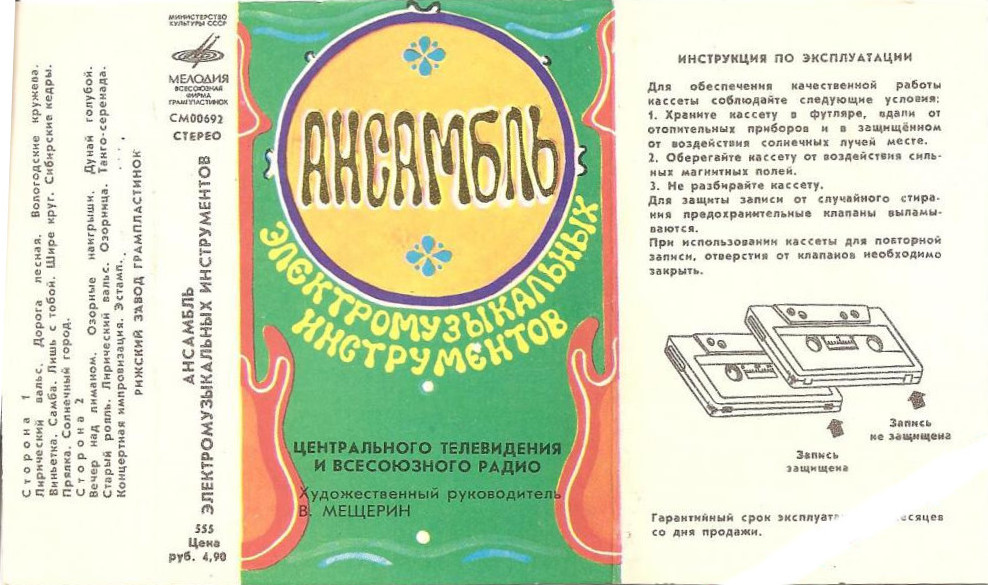 Сторона 1
Лирический вальс. Дорога лесная. Вологодские кружева.
Виньетка. Самба. Лишь с тобой. Шире круг. Сибирские кедры.
Прялка. Солнечный город.
Сторона 2
Вечер над лиманом. Озорные наигрыши. Дунай голубой.
Старый рояль. Лирический вальс. Озорница. Танго-серенада.
Концертная импровизация. Эстамп.
РИЖСКИЙ ЗАВОД ГРАМПЛАСТИНОК
МИНИСТЕРСТВО
КУЛЬТУРЫ СССР
МЕЛОДИЯ
ВСЕСОЮЗНАЯ
ФИРМА
ГРАМПЛАСТИНОК
СМ00692
СТЕРЕО
АНСАМБЛЬ
ЭЛЕКТРОМУЗЫКАЛЬНЫХ ИНСТРУМЕНТОВ
555
Цена
руб. 4,90
АНСАМБЛЬ
ЭЛЕКТРОМУЗЫКАЛЬНЫХ
ИНСТРУМЕНТОВ
ЦЕНТРАЛЬНОГО ТЕЛЕВИДЕНИЯ
И ВСЕСОЮЗНОГО РАДИО
Художественный руководитель
В. МЕЩЕРИН
ИНСТРУКЦИЯ ПО ЭКСПЛУАТАЦИИ
Для обеспечения качественной работы
кассеты соблюдайте следующие условия:
1. Храните кассету в футляре, вдали от
отопительных приборов и в защищённом
от воздействия солнечных лучей месте.
2. Оберегайте кассету от воздействия силь-
ных магнитных полей.
3. Не разбирайте кассету.
Для защиты записи от случайного стира-
ния предохранительные клапаны выламы-
ваются.
При использовании кассеты для повторной
записи, отверстия от клапанов необходимо
закрыть.
Запись
не защищена
Запись
защищена
Гарантийный срок эксплуата
со дня продажи.